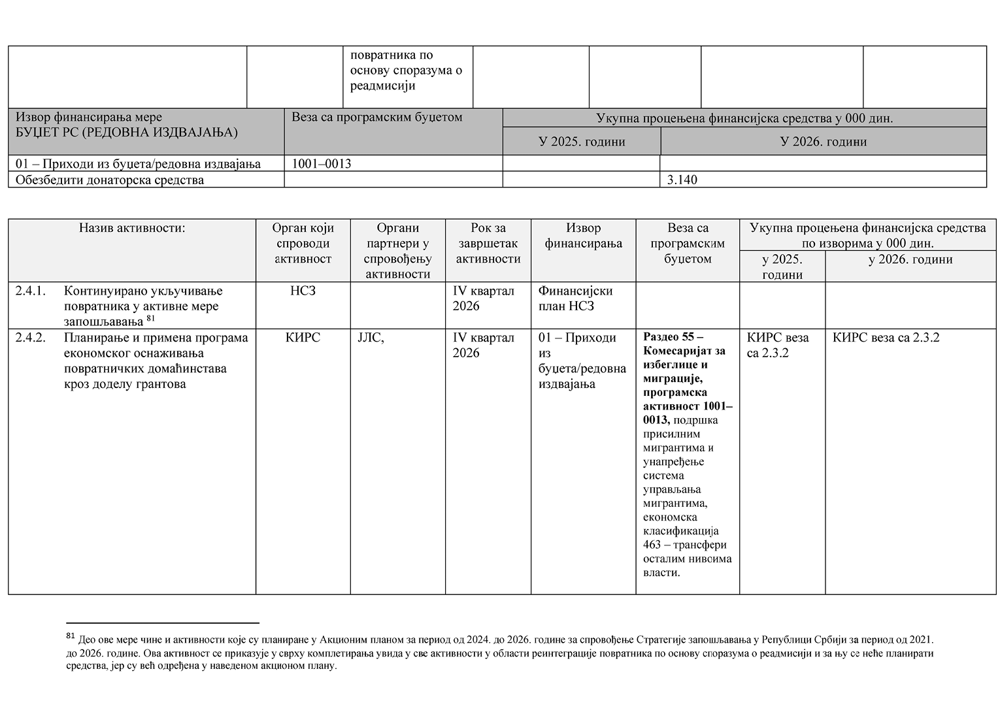 повратника по
основу споразума о
реадмисији
Извор финансирања мере
БУЏЕТ РС (РЕДОВНА ИЗДВАЈАЊА)
Веза са програмским буџетом
Укупна процењена финансијска средства у 000 дин.
У 2025. години
У 2026. години
01 – Приходи из буџета/редовна издвајања
1001–0013
Обезбедити донаторска средства
3.140
Назив активности:
Орган који
спроводи
активност
Органи
партнери у
спровођењу
активности
Рок за
завршетак
активности
Извор
финансирања
Веза са
програмским
буџетом
Укупна процењена финансијска средства
по изворима у 000 дин.
у 2025.
години
у 2026. години
2.4.1. Континуирано укључивање
повратника у активне мере
запошљавања 81
НСЗ
IV квартал
2026
Финансијски
план НСЗ
2.4.2. Планирање и примена програма
економског оснаживања
повратничких домаћинстава
кроз доделу грантова
КИРС
ЈЛС,
IV квартал
2026
01 – Приходи
из
буџета/редовна
издвајања
Раздео 55 –
Комесаријат за
избеглице и
миграције,
програмска
активност 1001–
0013, подршка
присилним
мигрантима и
унапређење
система
управљања
мигрантима,
економска
класификација
463 – трансфери
осталим нивоима
власти.
КИРС веза
са 2.3.2
КИРС веза са 2.3.2
81 Део ове мере чине и активности које су планиране у Акционим планом за период од 2024. до 2026. године за спровођење Стратегије запошљавања у Републици Србији за период од 2021.
до 2026. године. Ова активност се приказује у сврху комплетирања увида у све активности у области реинтеграције повратника по основу споразума о реадмисији и за њу се неће планирати
средства, јер су већ одређена у наведеном акционом плану.